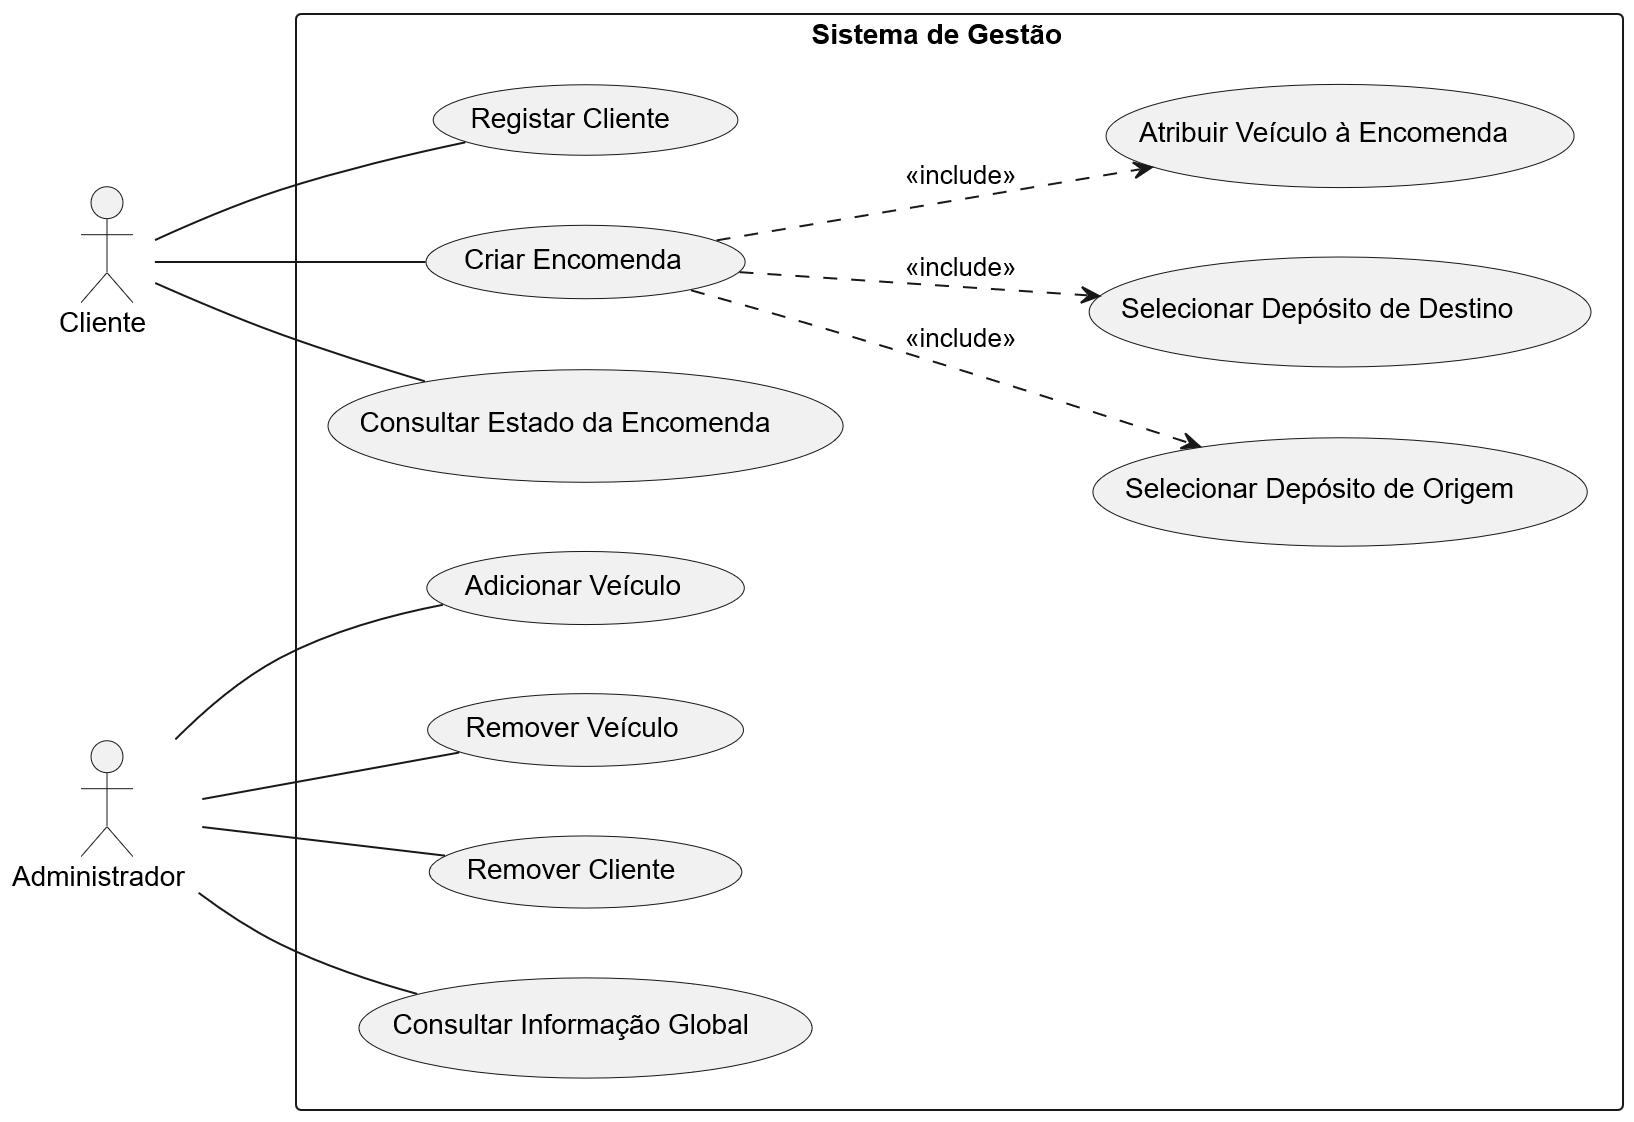 Sistema de Gestão
Registar Cliente
Atribuir Veículo à Encomenda
«include»
Criar Encomenda
«include»
Selecionar Depósito de Destino
Cliente
«include»
Consultar Estado da Encomenda
Selecionar Depósito de Origem
Adicionar Veículo
Remover Veículo
Remover Cliente
Administrador
Consultar Informação Global